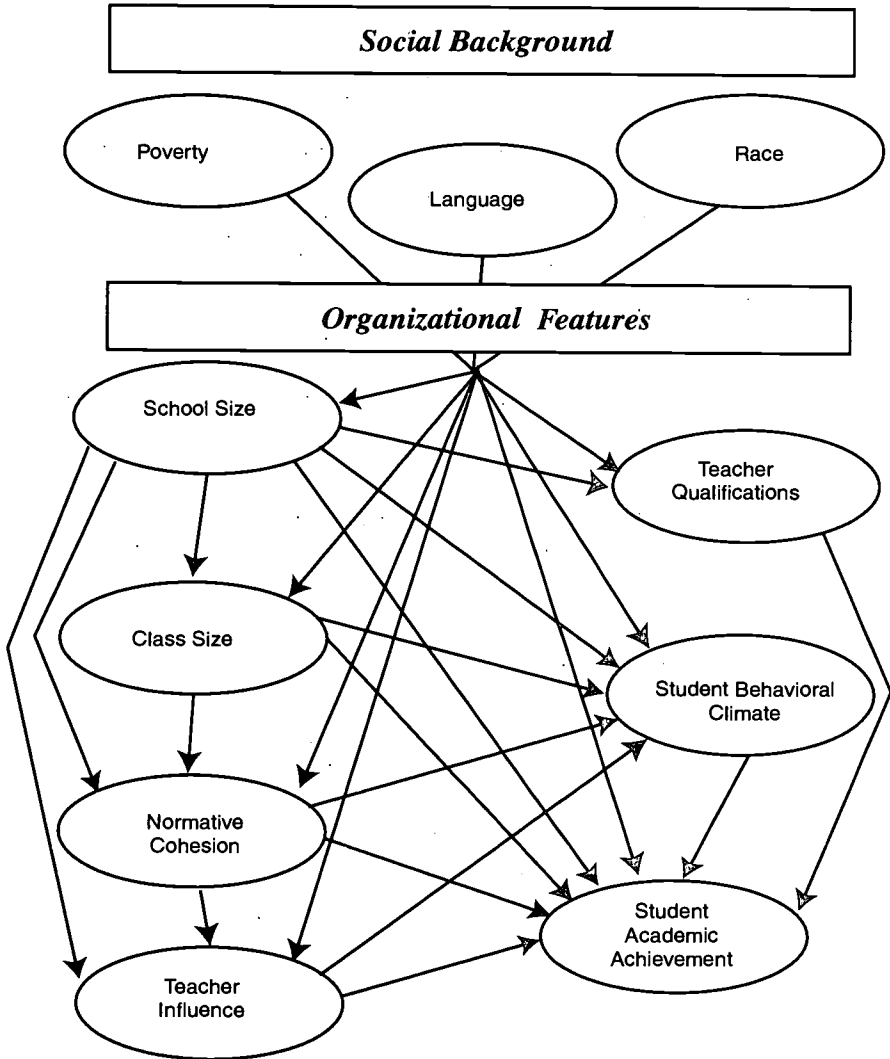 Social Background
Poverty
Language
Race
Organizational Features
School Size
Teacher
Qualifications
Class Size
Student Behavioral
Climate
Normative
Cohesion
Student
Academic
Achievement
Teacher
Influence